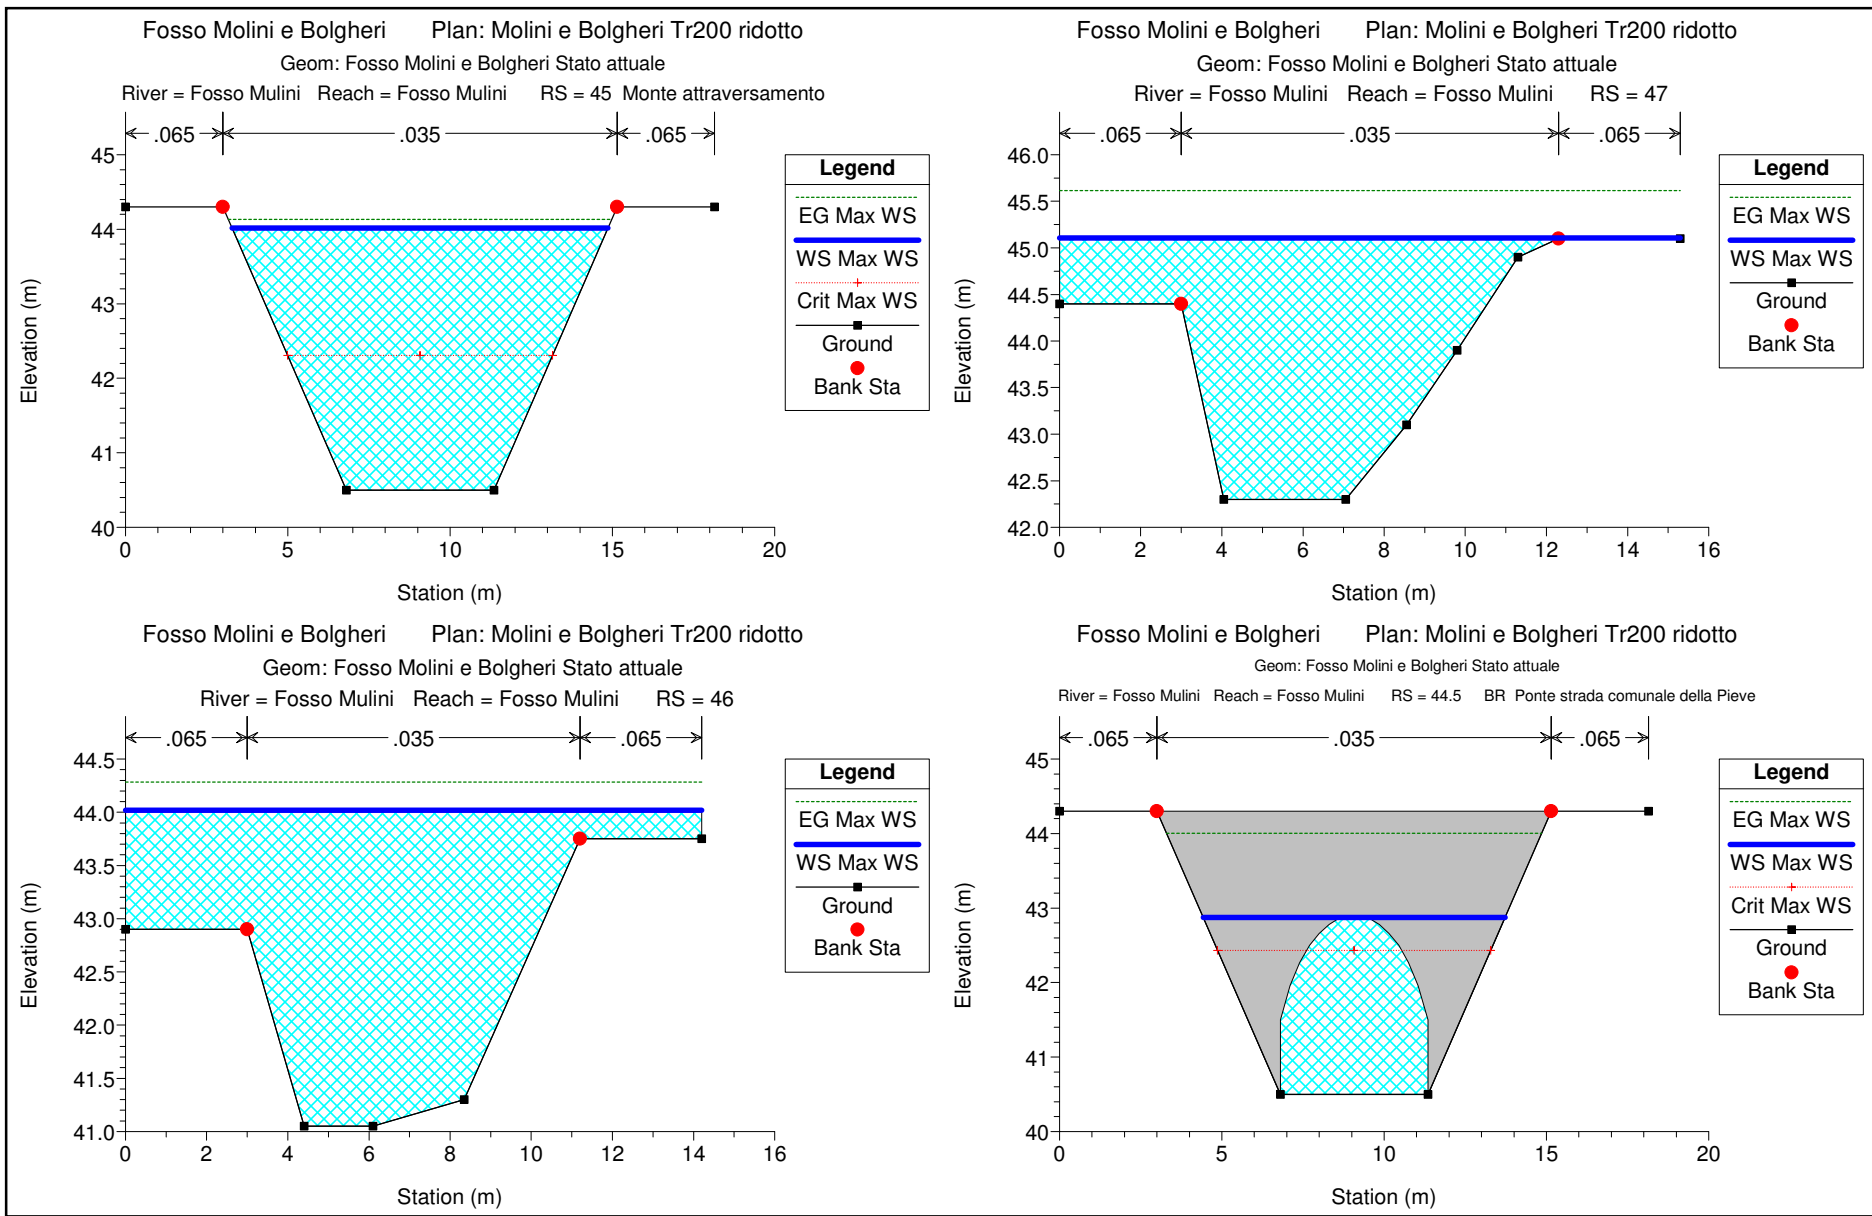 Fosso Molini e Bolgheri Plan: Molini e Bolgheri Tr200 ridotto
Geom: Fosso Molini e Bolgheri Stato attuale
River = Fosso Mulini Reach = Fosso Mulini RS = 45 Monte attraversamento
.065 .035 .065
45
44
43
42
41
40
0 5 10 15 20
Elevation (m)
Station (m)
Legend
EG Max WS
WS Max WS
Crit Max WS
Ground
Bank Sta
Fosso Molini e Bolgheri Plan: Molini e Bolgheri Tr200 ridotto
Geom: Fosso Molini e Bolgheri Stato attuale
River = Fosso Mulini Reach = Fosso Mulini RS = 47
.065 .035 .065
46.0
45.5
45.0
44.5
44.0
43.5
43.0
42.5
42.0
0 2 4 6 8 10 12 14 16
Elevation (m)
Station (m)
Legend
EG Max WS
WS Max WS
Ground
Bank Sta
Fosso Molini e Bolgheri Plan: Molini e Bolgheri Tr200 ridotto
Geom: Fosso Molini e Bolgheri Stato attuale
River = Fosso Mulini Reach = Fosso Mulini RS = 46
.065 .035 .065
44.5
44.0
43.5
43.0
42.5
42.0
41.5
41.0
0 2 4 6 8 10 12 14 16
Elevation (m)
Station (m)
Legend
EG Max WS
WS Max WS
Ground
Bank Sta
Fosso Molini e Bolgheri Plan: Molini e Bolgheri Tr200 ridotto
Geom: Fosso Molini e Bolgheri Stato attuale
River = Fosso Mulini Reach = Fosso Mulini RS = 44.5 BR Ponte strada comunale della Pieve
.065 .035 .065
45
44
43
42
41
40
0 5 10 15 20
Elevation (m)
Station (m)
Legend
EG Max WS
WS Max WS
Crit Max WS
Ground
Bank Sta